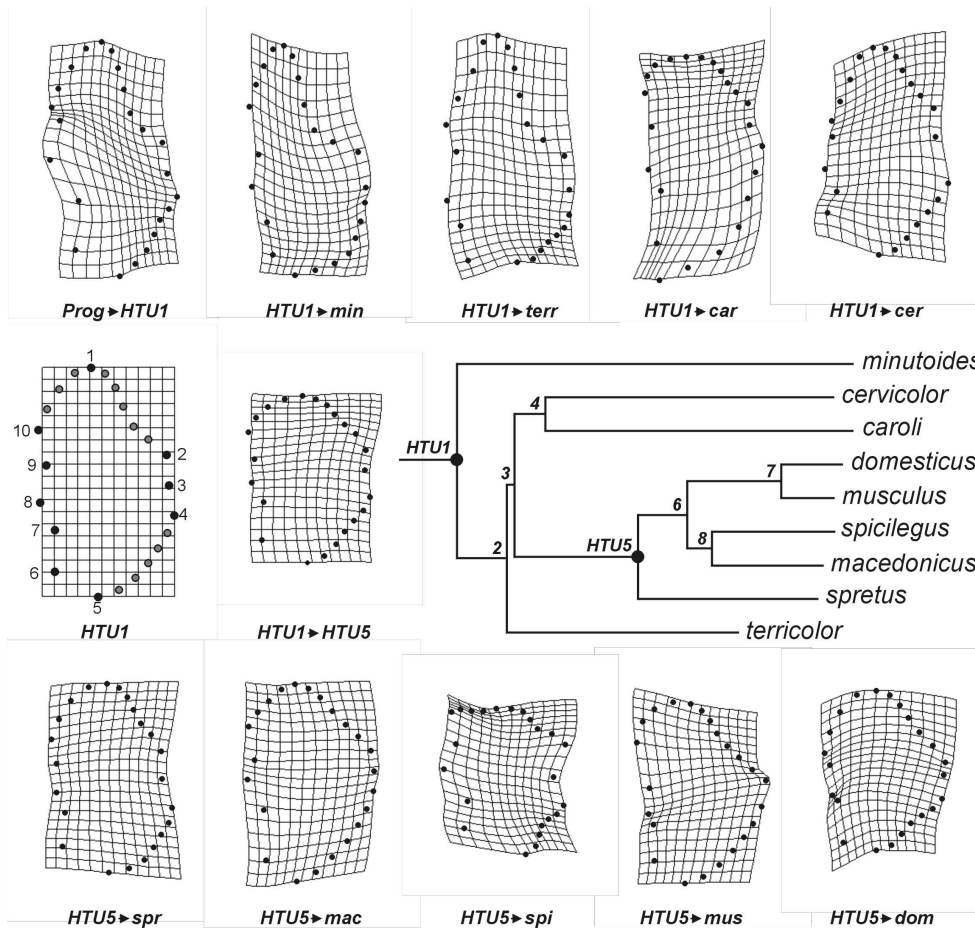 Prog▸HTU1
HTU1▸min
HTU1▸terr
HTU1▸car
HTU1▸cer
1
10
9
8
7
6
2
3
4
5
HTU1
HTU1▸HTU5
HTU1
2
3
4
HTU5
6
7
8
minutoides
cervicolor
caroli
domesticus
musculus
spicilegus
macedonicus
spretus
terricolor
HTU5▸spr
HTU5▸mac
HTU5▸spi
HTU5▸mus
HTU5▸dom